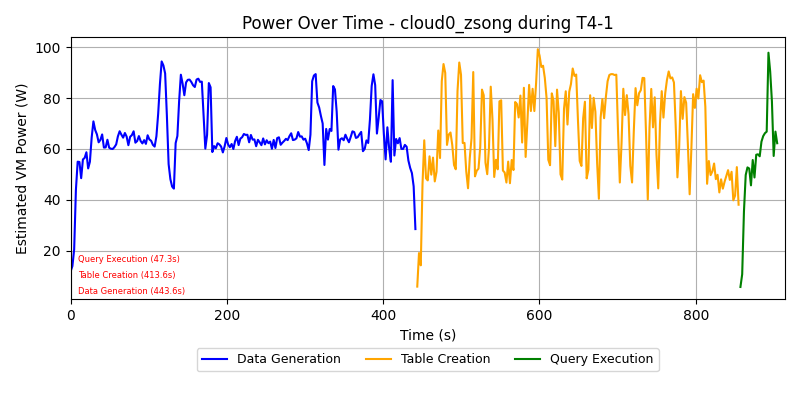 Power Over Time - cloud0_zsong during T4-1
Estimated VM Power (W)
100
80
60
40
20
Query Execution (47.3s)
Table Creation (413.6s)
Data Generation (443.6s)
0
200
400
600
800
Time (s)
Data Generation
Table Creation
Query Execution